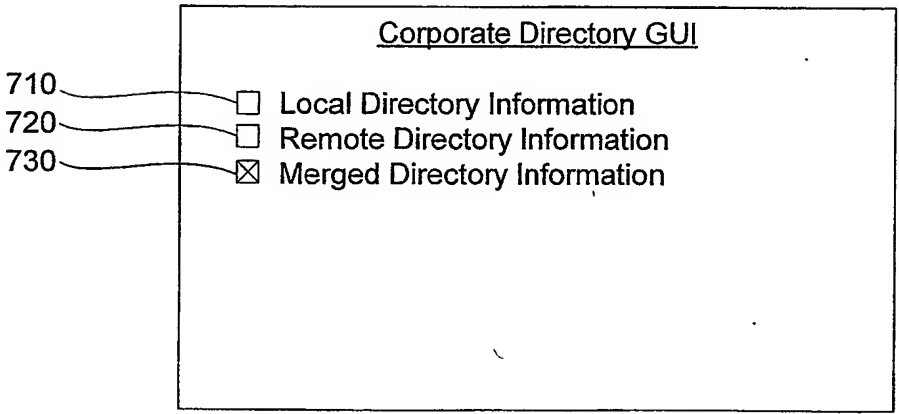 Corporate Directory GUI
710 Local Directory Information
720 Remote Directory Information
730 Merged Directory Information